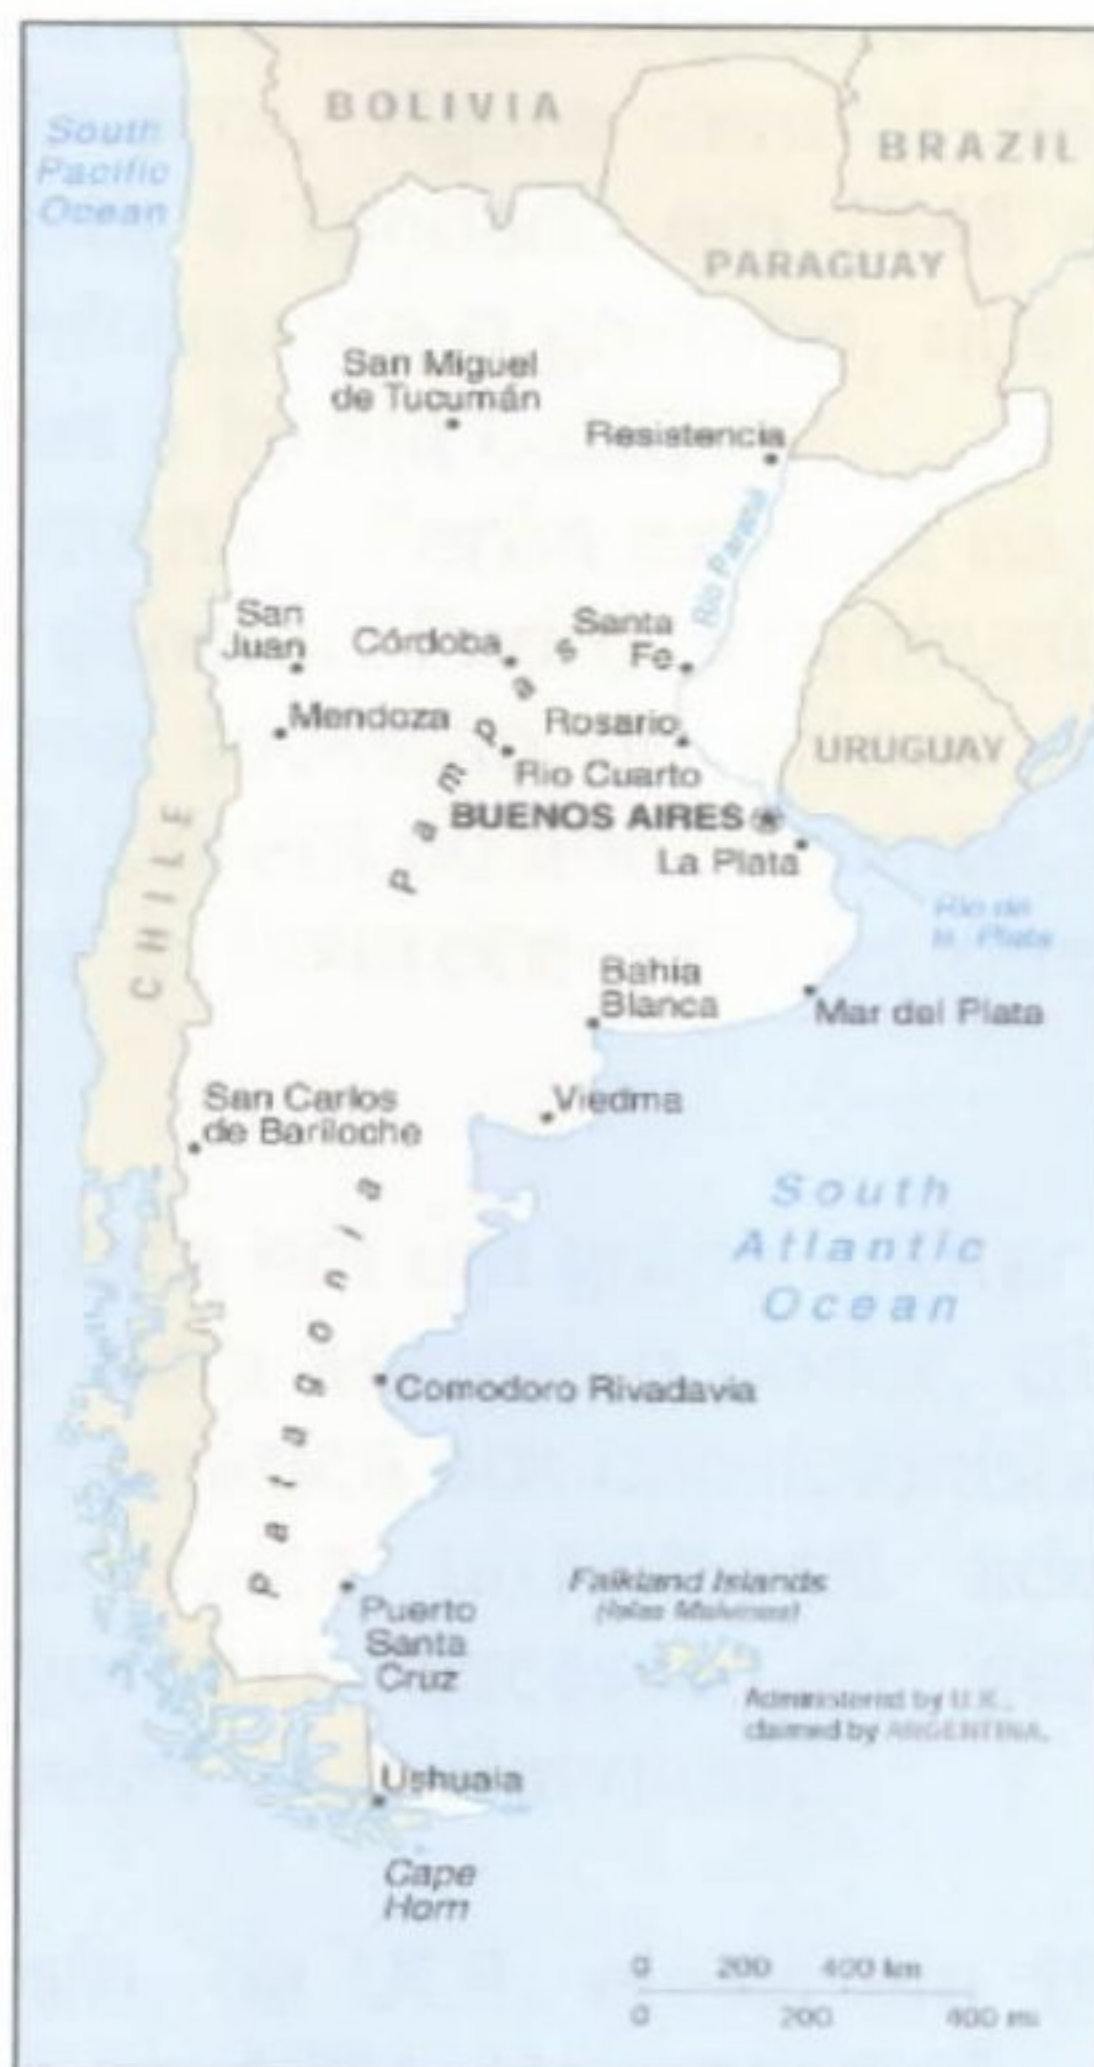 BOLIVIA
South
Pacific
Ocean
BRAZIL
PARAGUAY
San Miguel
de Tucumán
Resistencia
Río Paraná
San
Juan
Córdoba
Santa
Fe
Mendoza
Rosario
Rio Cuarto
URUGUAY
Pampas
BUENOS AIRES
La Plata
CHILE
Río de
la Plata
Bahía
Blanca
Mar del Plata
San Carlos
de Bariloche
Viedma
South
Atlantic
Ocean
Patagonia
Comodoro Rivadavia
Falkland Islands
(Islas Malvinas)
Puerto
Santa
Cruz
Administered by U.K.,
claimed by ARGENTINA.
Ushuaia
Cape
Horn
0 200 400 km
0 200 400 mi